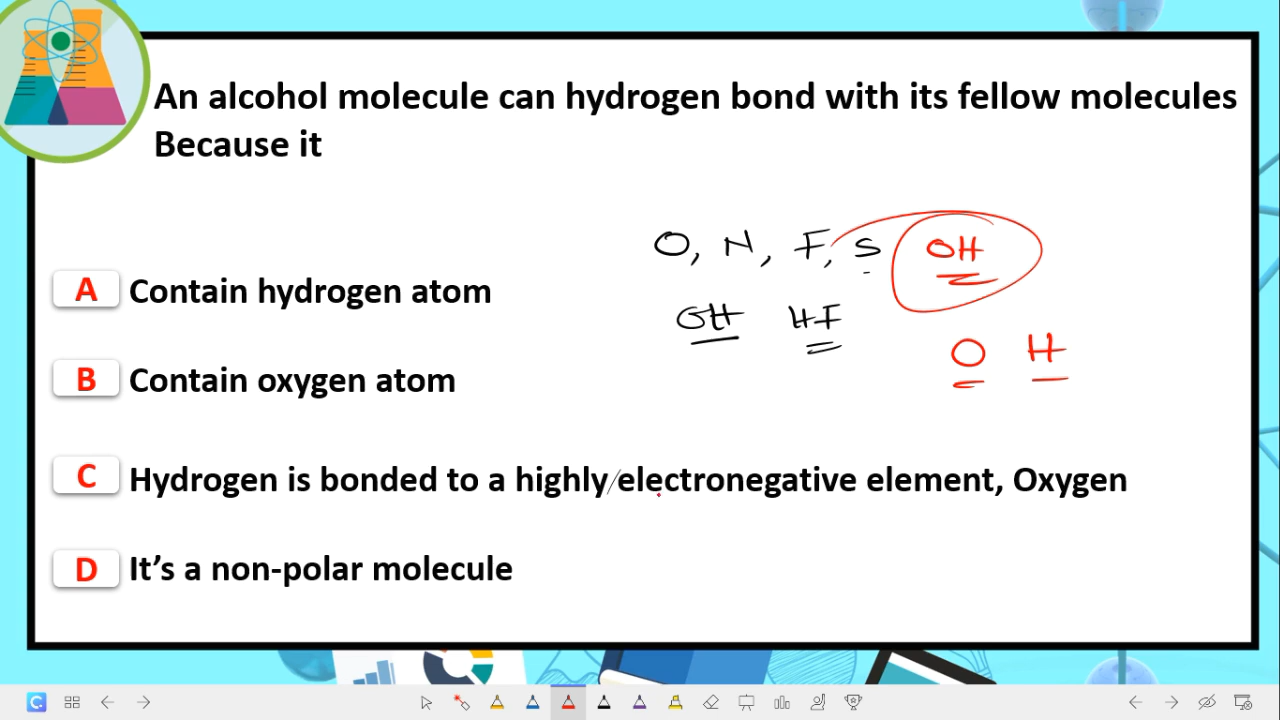 An alcohol molecule can hydrogen bond with its fellow molecules
Because it
O, N, F, S OH
OH HF
O H
A Contain hydrogen atom
B Contain oxygen atom
C Hydrogen is bonded to a highly/electronegative element, Oxygen
D It's a non-polar molecule